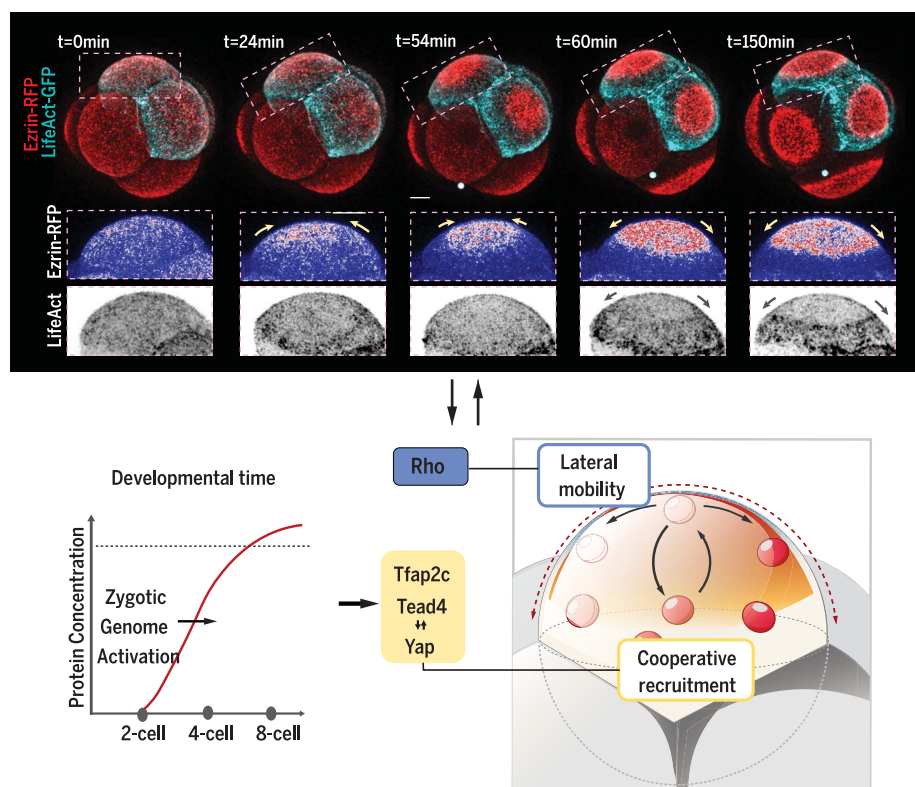 t=0min
t=24min
t=54min
t=60min
t=150min
Ezrin-RFP
LifeAct-GFP
Ezrin-RFP
LifeAct
Developmental time
Protein Concentration
Zygotic
Genome
Activation
2-cell
4-cell
8-cell
Rho
Lateral
mobility
Tfap2c
Tead4
Yap
Cooperative
recruitment